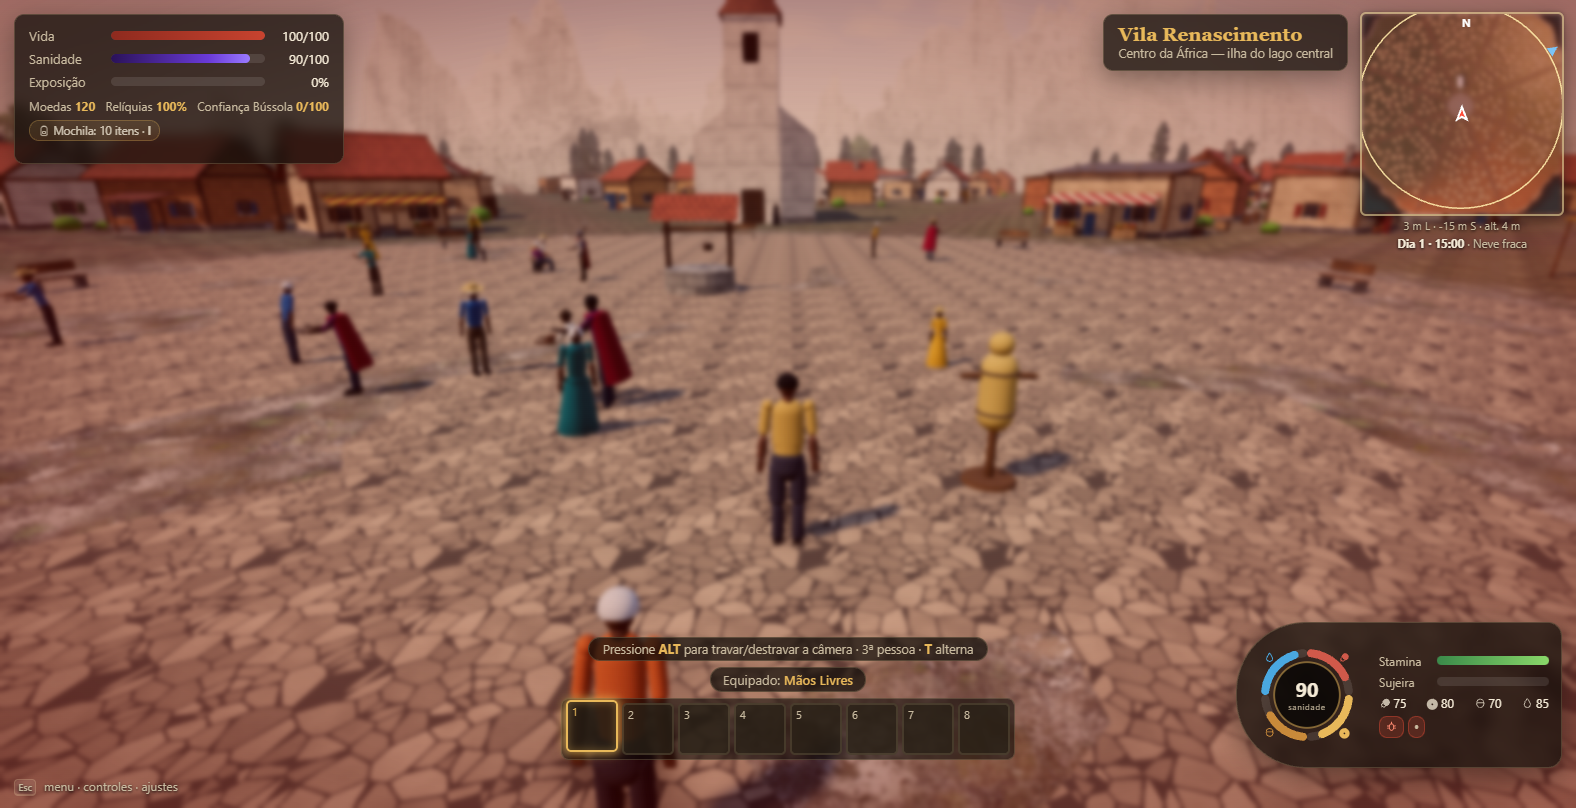 Vida 100/100
Sanidade 90/100
Exposição 0%
Moedas 120 Relíquias 100% Confiança Bússola 0/100
Mochila: 10 itens · I
Vila Renascimento
Centro da África — ilha do lago central
N
3 m L · -15 m S · alt. 4 m
Dia 1 · 15:00 · Neve fraca
Pressione ALT para travar/destravar a câmera · 3ª pessoa · T alterna
Equipado: Mãos Livres
1 2 3 4 5 6 7 8
90
sanidade
Stamina
Sujeira
75 80 70 85
Esc menu · controles · ajustes